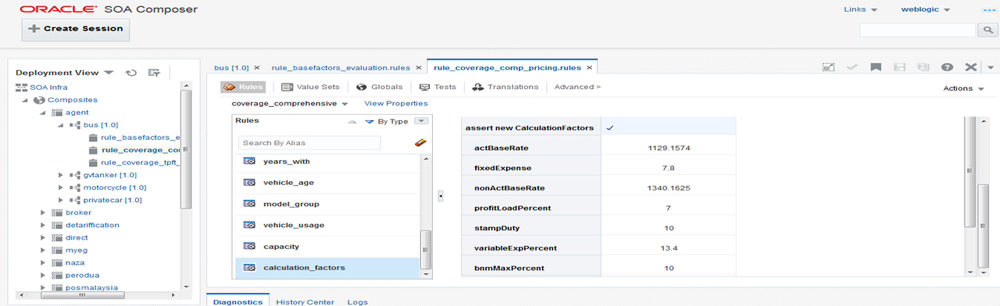 ORACLE SOA Composer
Links
weblogic
Create Session
Deployment View
SOA Infra
Composites
agent
bus [1.0]
rule_basefactors_e
rule_coverage_co
rule_coverage_tpft_
gvtanker [1.0]
motorcycle [1.0]
privatecar [1.0]
broker
detariffication
direct
myeg
naza
perodua
posmalaysia
bus [1.0]
rule_basefactors_evaluation.rules
rule_coverage_comp_pricing.rules
Rules
Value Sets
Globals
Tests
Translations
Advanced >
Actions
coverage_comprehensive
View Properties
Rules
By Type
Search By Alias
years_with
vehicle_age
model_group
vehicle_usage
capacity
calculation_factors
assert new CalculationFactors
actBaseRate 1129.1574
fixedExpense 7.8
nonActBaseRate 1340.1625
profitLoadPercent 7
stampDuty 10
variableExpPercent 13.4
bnmMaxPercent 10
Diagnostics
History Center
Logs